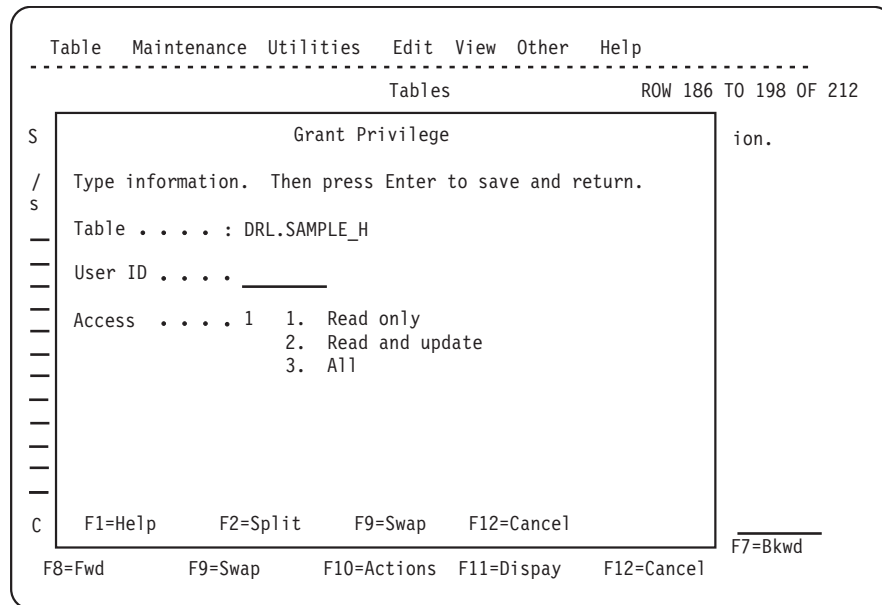 Table Maintenance Utilities Edit View Other Help
Tables ROW 186 TO 198 OF 212
S Grant Privilege ion.
/ Type information. Then press Enter to save and return.
s
Table . . . . : DRL.SAMPLE_H
User ID . . . . ________
Access . . . . 1 1. Read only
2. Read and update
3. All
C F1=Help F2=Split F9=Swap F12=Cancel
F7=Bkwd
F8=Fwd F9=Swap F10=Actions F11=Dispay F12=Cancel